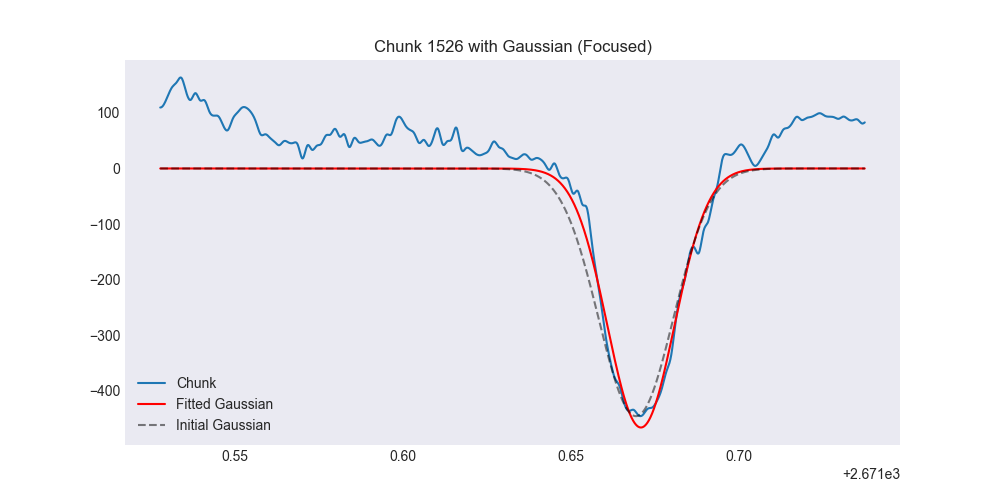 Chunk 1526 with Gaussian (Focused)
100
0
−100
−200
−300
−400
Chunk
Fitted Gaussian
Initial Gaussian
0.55 0.60 0.65 0.70
+2.671e3